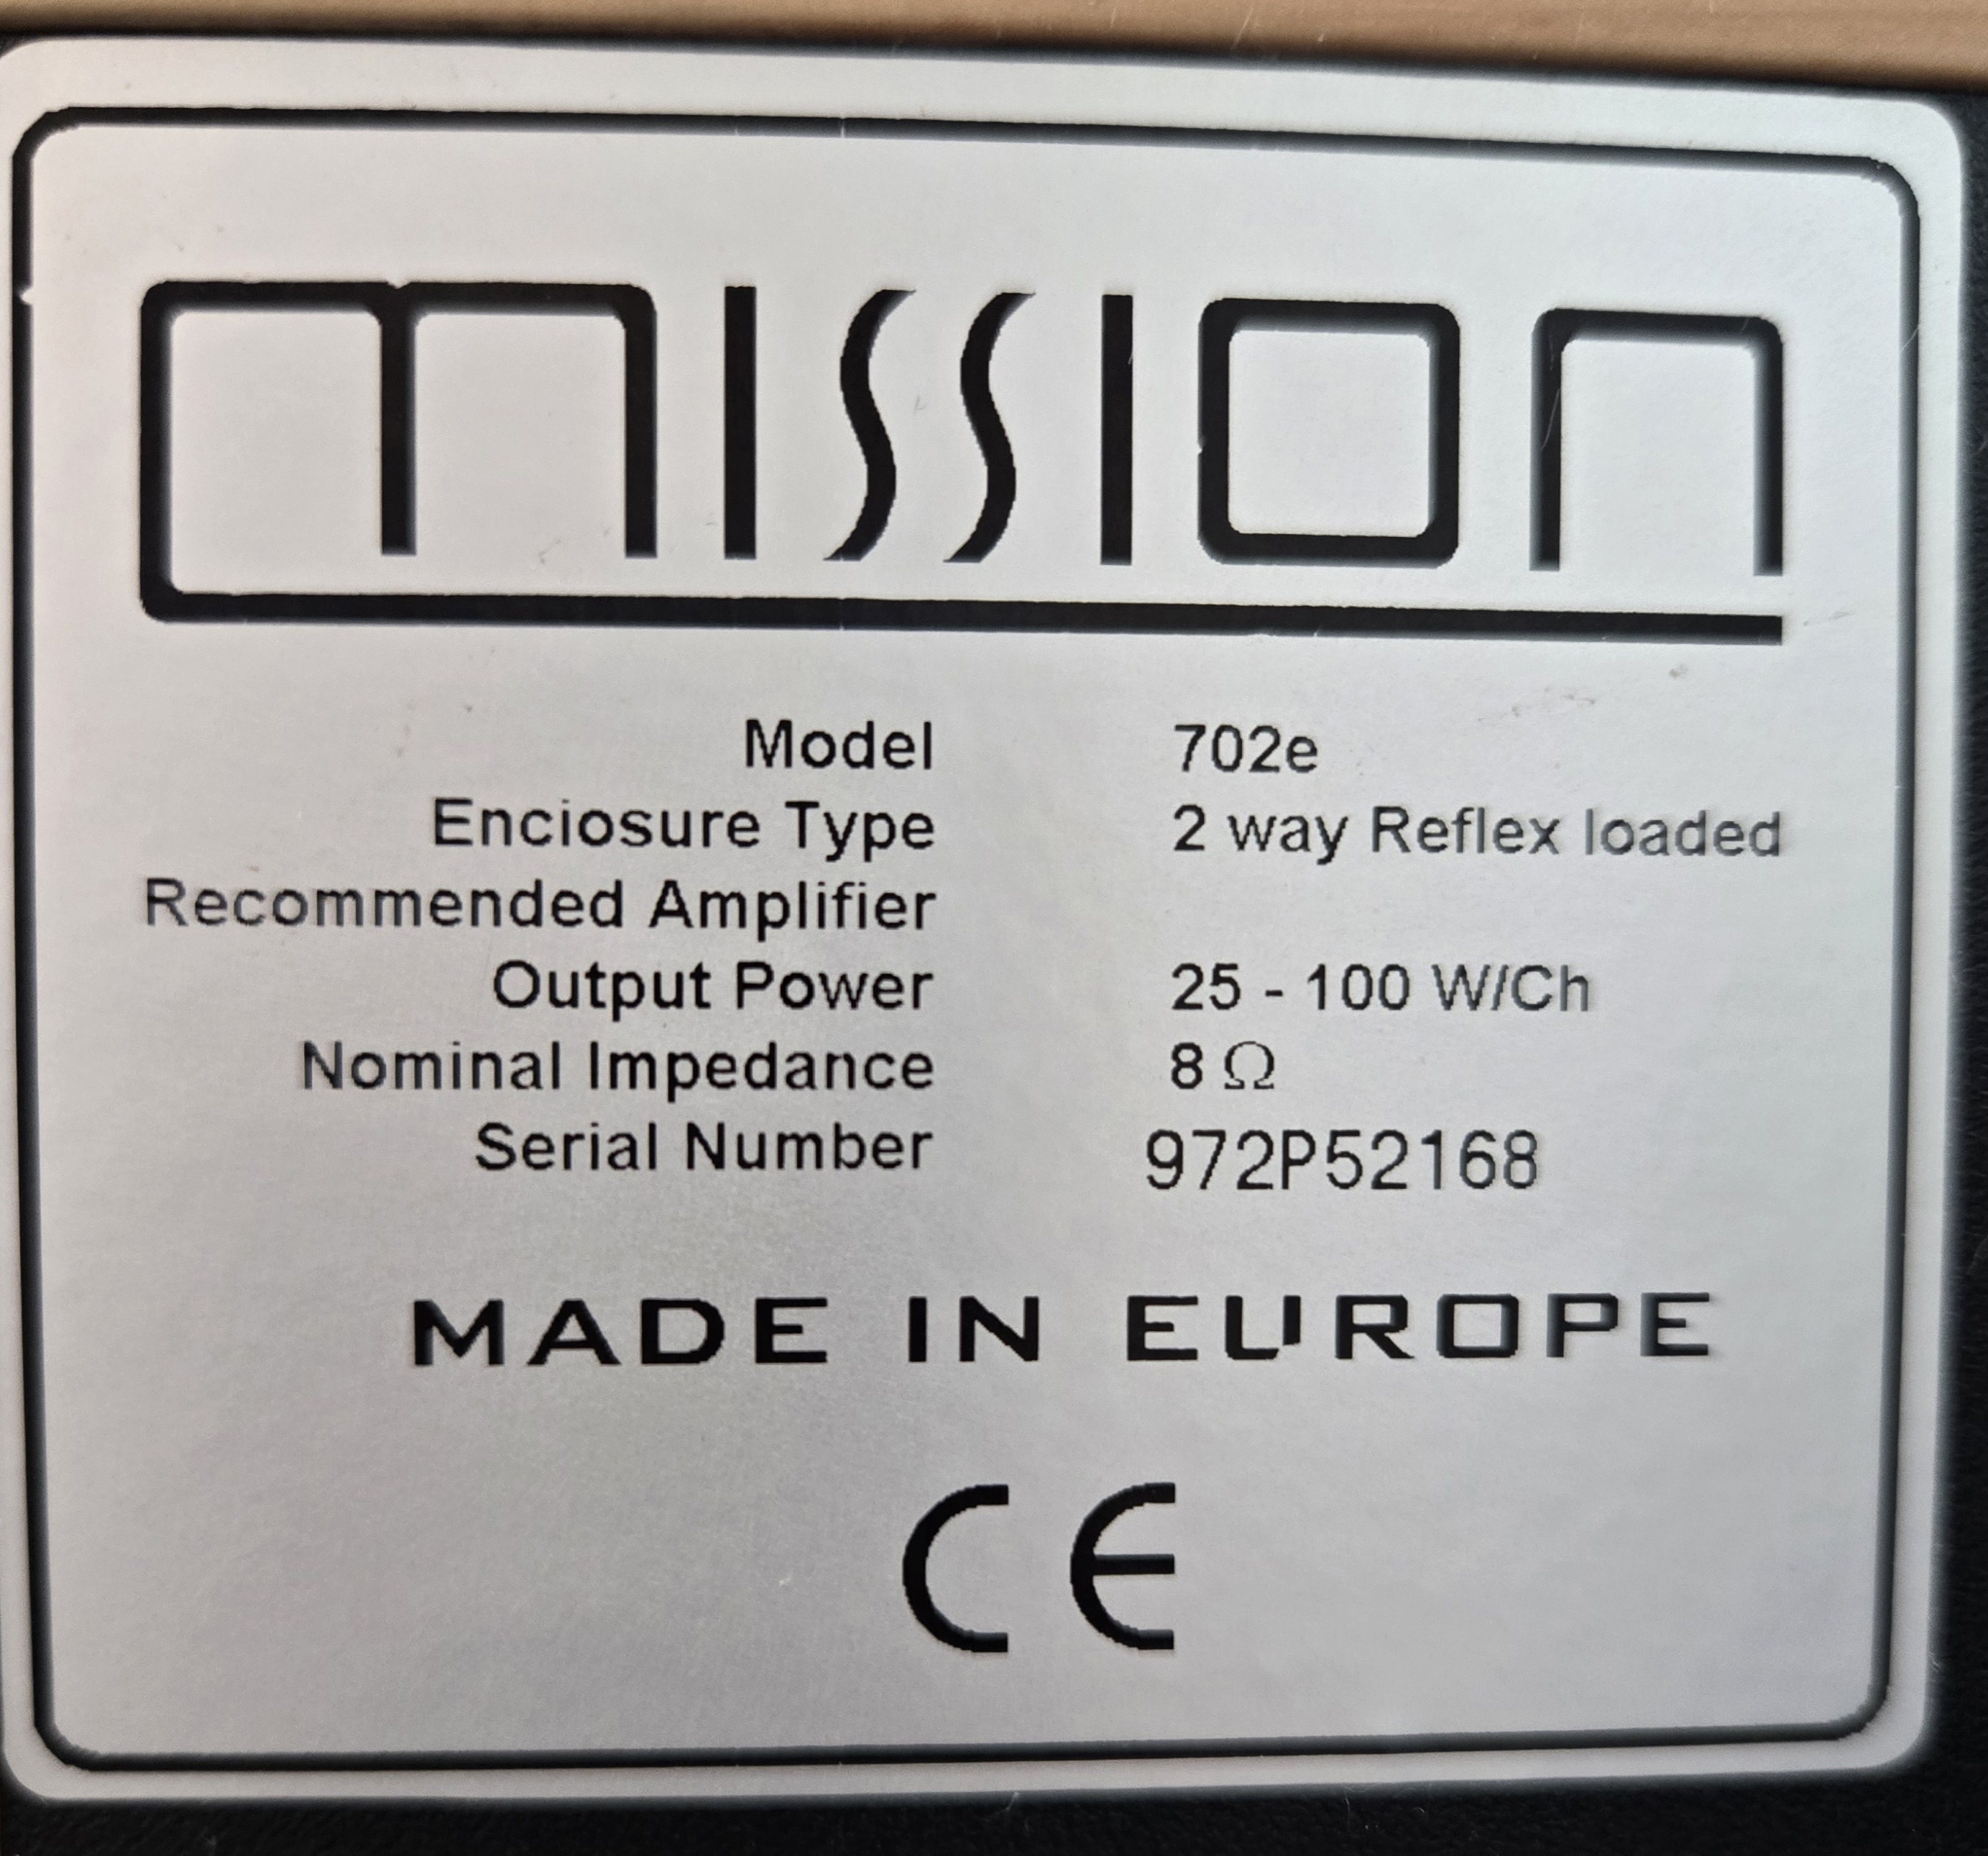 mission
Model 702e
Enciosure Type 2 way Reflex loaded
Recommended Amplifier
Output Power 25 - 100 W/Ch
Nominal Impedance 8 Ω
Serial Number 972P52168
MADE IN EUROPE
CE